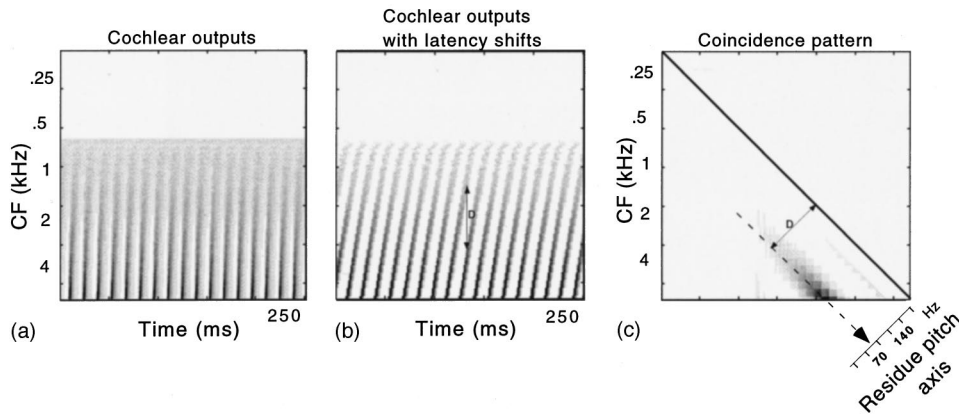 Cochlear outputs
Cochlear outputs
with latency shifts
Coincidence pattern
CF (kHz)
.25
.5
1
2
4
(a)
Time (ms)
250
D
(b)
Time (ms)
250
CF (kHz)
.25
.5
1
2
4
D
(c)
70
140
Hz
Residue pitch
axis